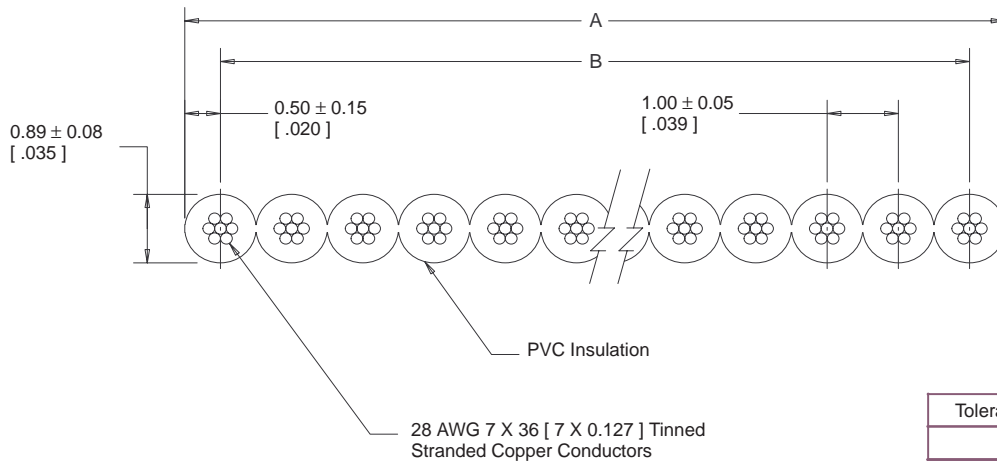 A
B
0.50 ± 0.15
[ .020 ]
1.00 ± 0.05
[ .039 ]
0.89 ± 0.08
[ .035 ]
PVC Insulation
28 AWG 7 X 36 [ 7 X 0.127 ] Tinned
Stranded Copper Conductors